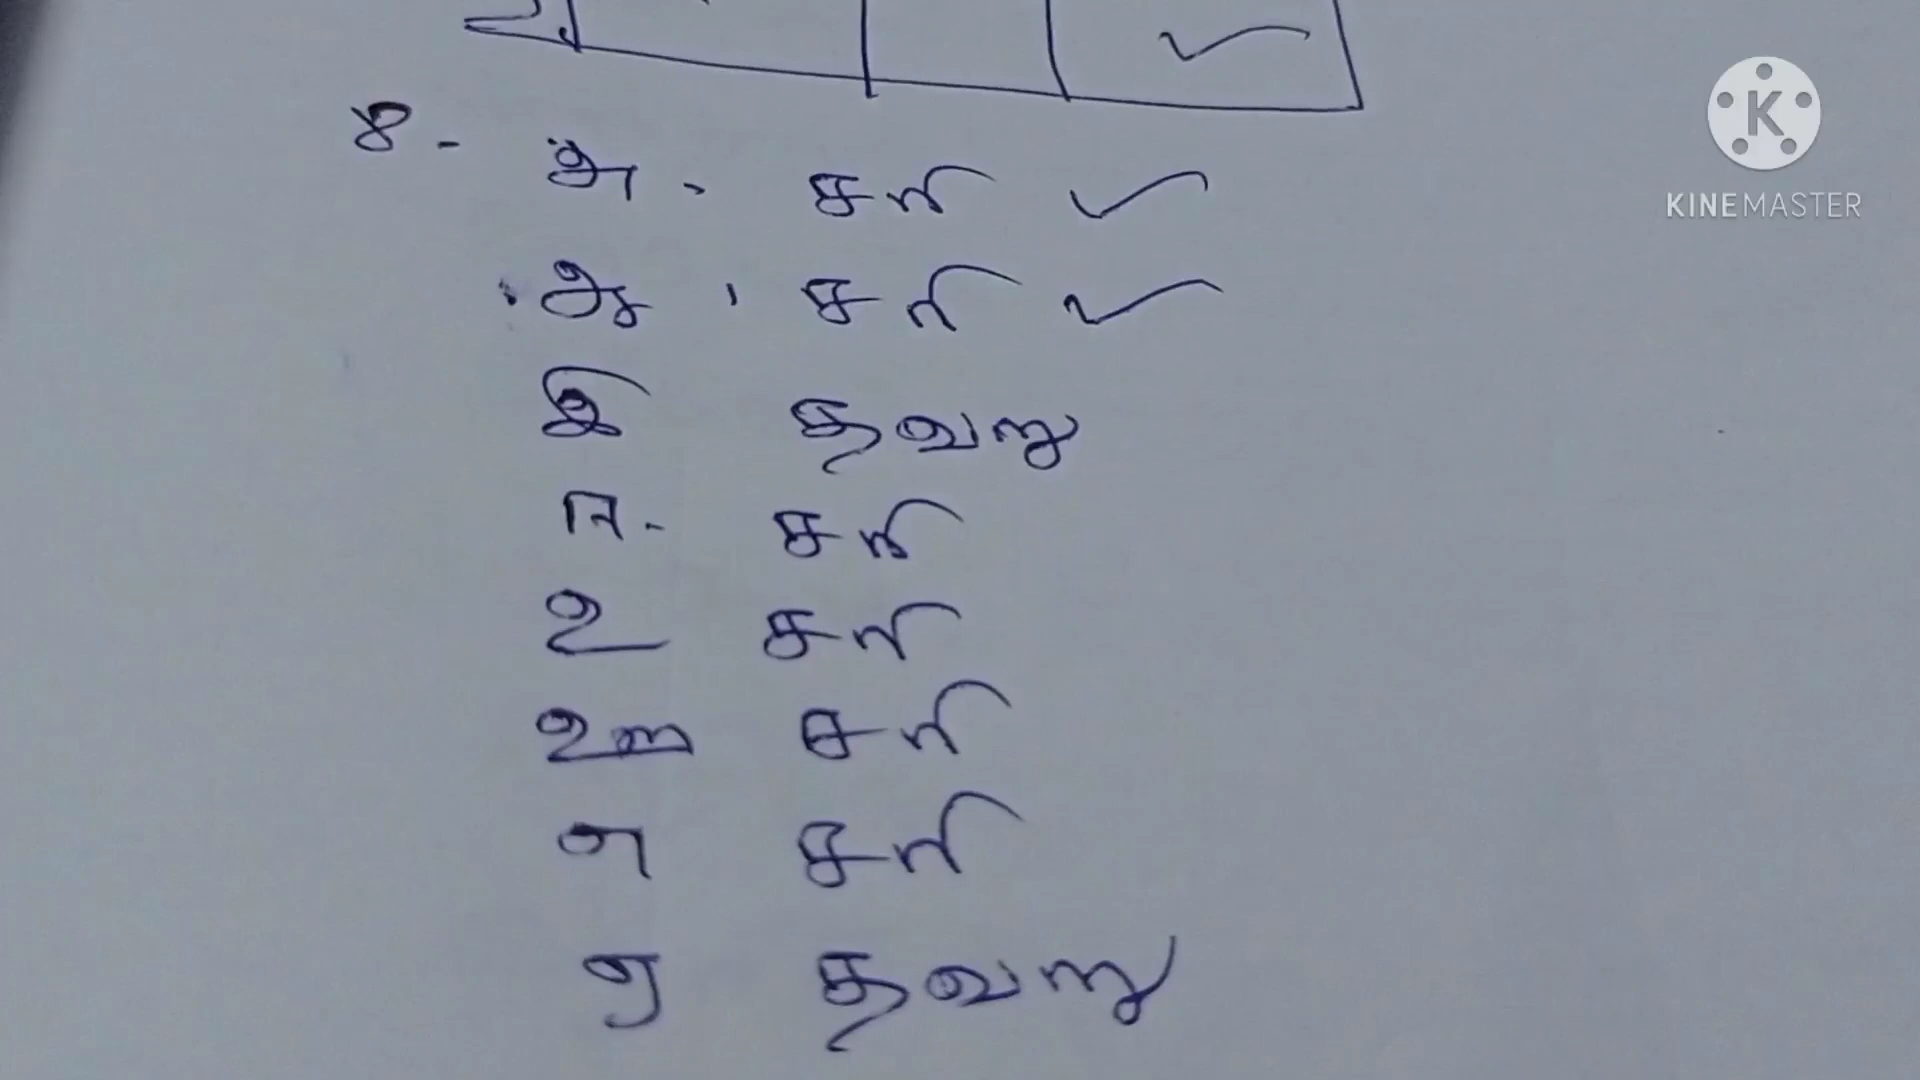 8- அ. சரி ✓
ஆ. சரி ✓
இ தவறு
ஈ. சரி
உ சரி
ஊ சரி
எ சரி
ஏ தவறு
K
KINEMASTER